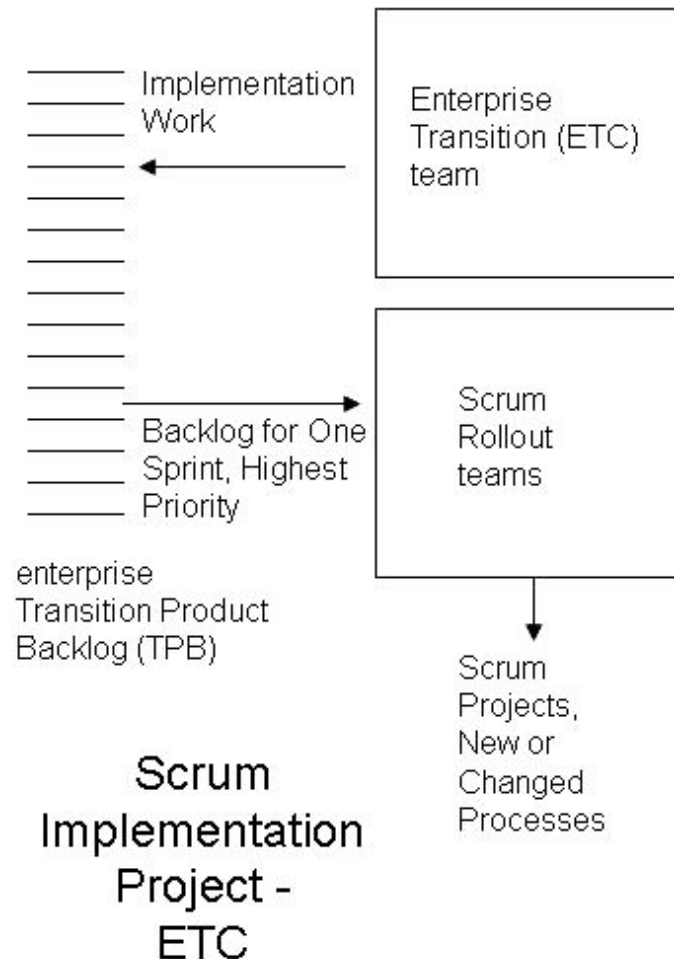 Implementation
Work
Enterprise
Transition (ETC)
team
Backlog for One
Sprint, Highest
Priority
Scrum
Rollout
teams
enterprise
Transition Product
Backlog (TPB)
Scrum
Projects,
New or
Changed
Processes
Scrum
Implementation
Project -
ETC